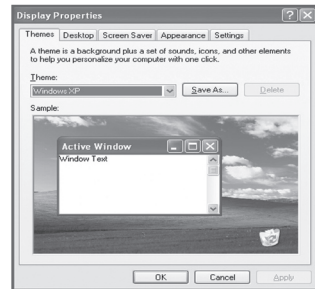 Display Properties
Themes Desktop Screen Saver Appearance Settings
A theme is a background plus a set of sounds, icons, and other elements
to help you personalize your computer with one click.
Theme:
Windows XP Save As... Delete
Sample:
Active Window
Window Text
OK Cancel Apply